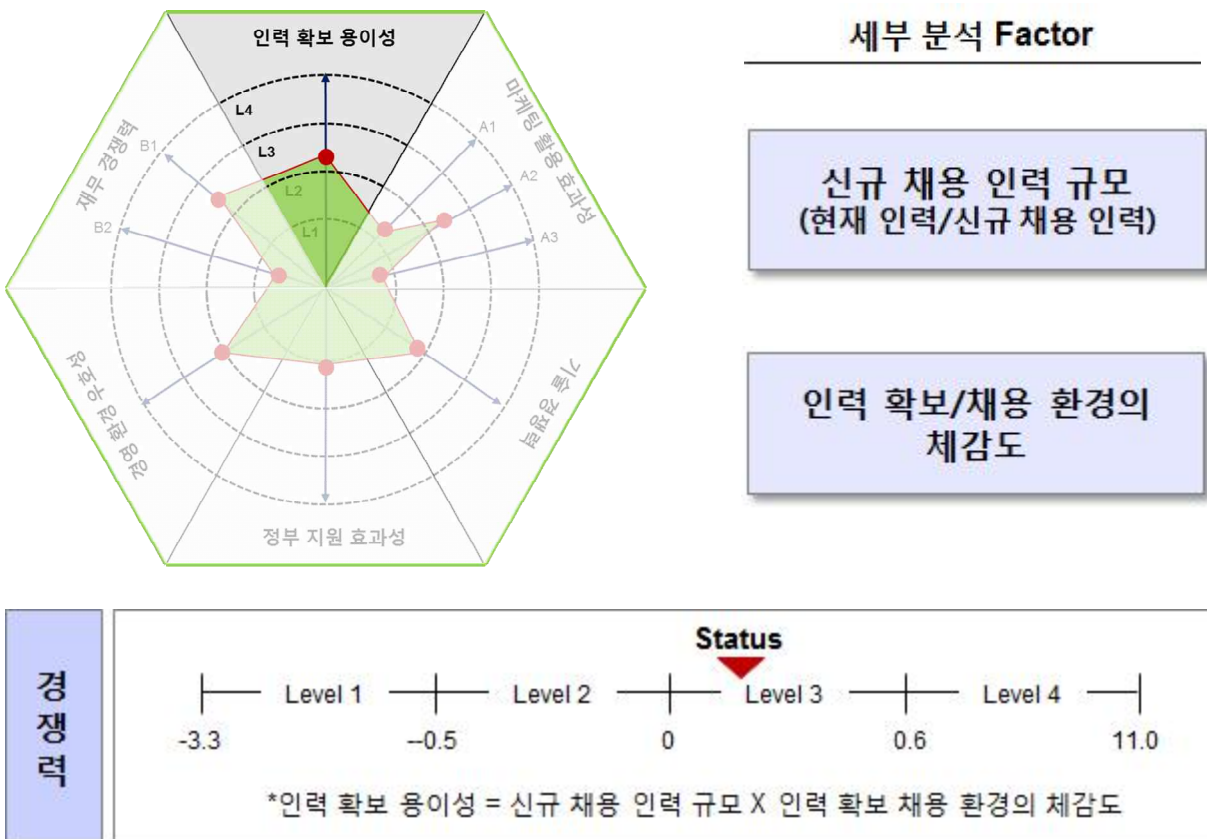 인력 확보 용이성
L4
L3
L2
L1
마케팅 활용 효과성
A1
A2
A3
재무 경쟁력
B1
B2
경영 환경 우호성
기술 경쟁력
정부 지원 효과성
세부 분석 Factor
신규 채용 인력 규모
(현재 인력/신규 채용 인력)
인력 확보/채용 환경의
체감도
경쟁력
Status
Level 1
Level 2
Level 3
Level 4
-3.3
--0.5
0
0.6
11.0
*인력 확보 용이성 = 신규 채용 인력 규모 X 인력 확보 채용 환경의 체감도